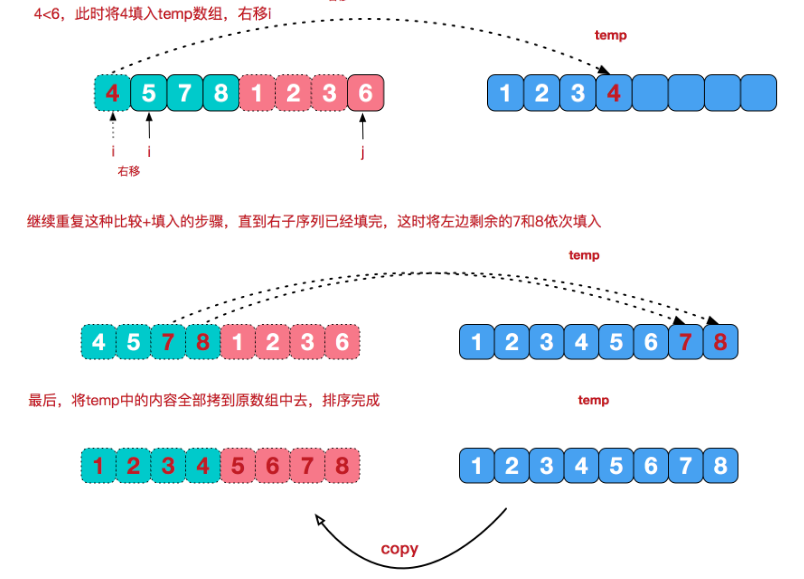 4<6，此时将4填入temp数组，右移i
temp
4 5 7 8 1 2 3 6
1 2 3 4
i i j
右移
继续重复这种比较+填入的步骤，直到右子序列已经填完，这时将左边剩余的7和8依次填入
temp
4 5 7 8 1 2 3 6
1 2 3 4 5 6 7 8
最后，将temp中的内容全部拷到原数组中去，排序完成
temp
1 2 3 4 5 6 7 8
1 2 3 4 5 6 7 8
copy